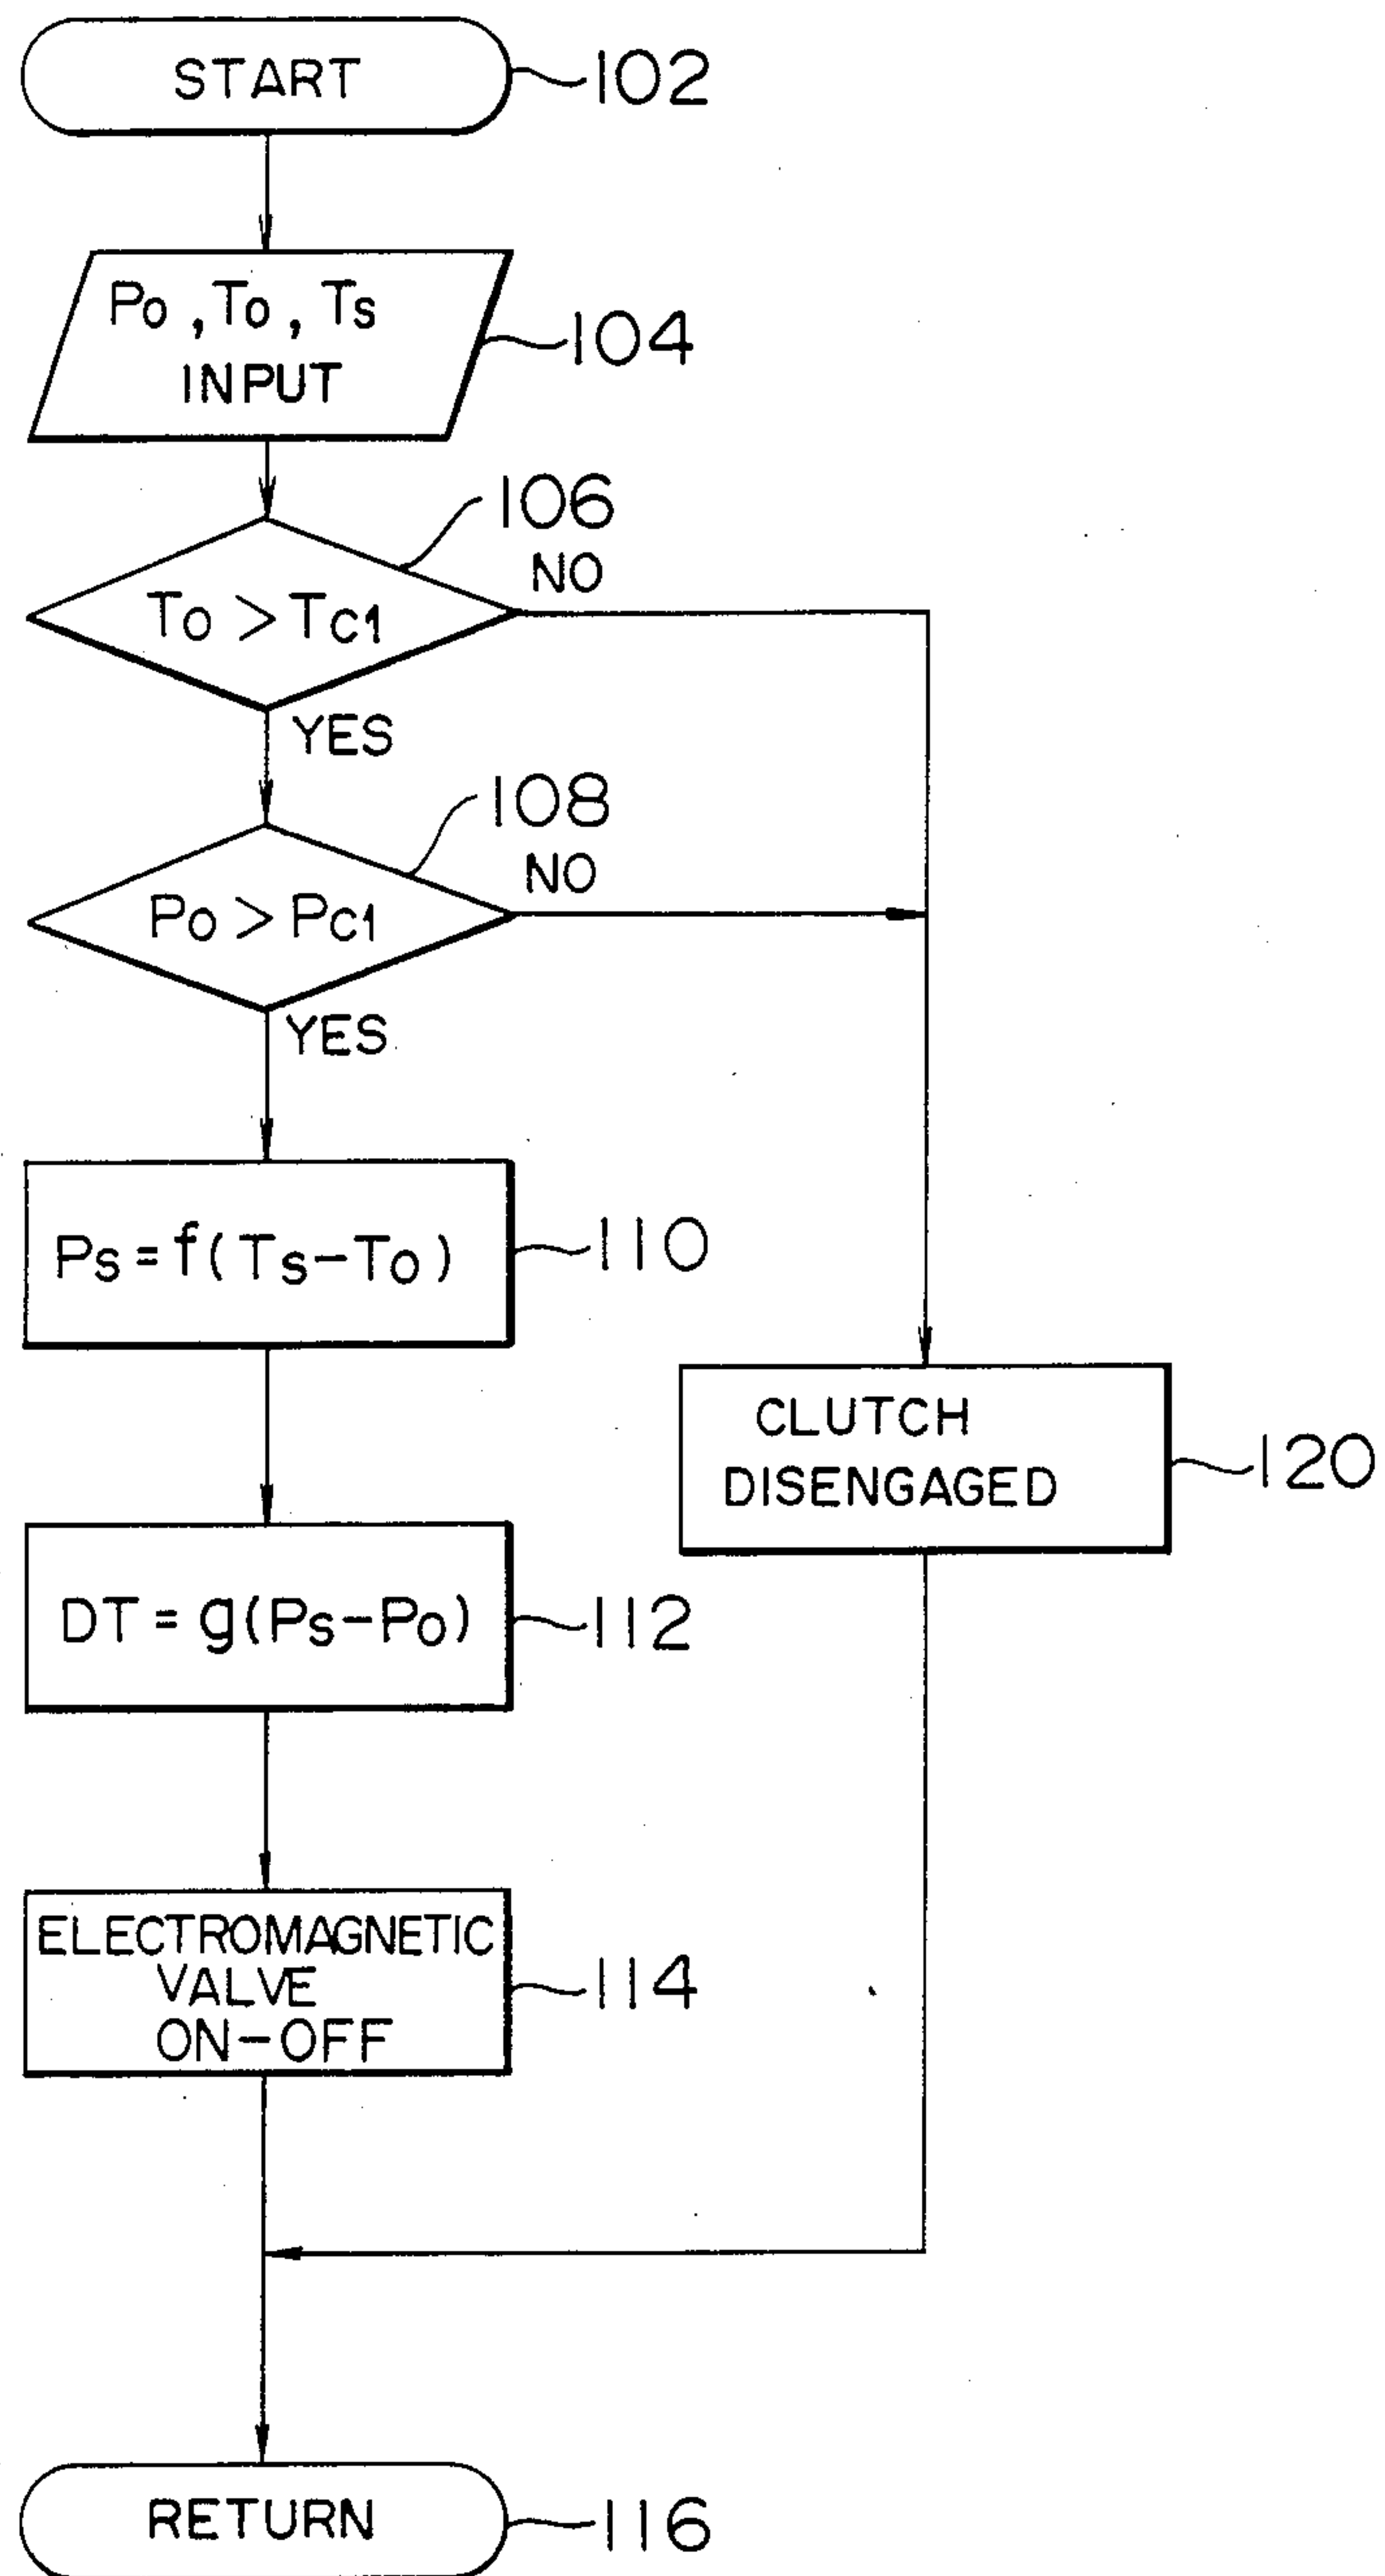 START
102
Po , To , Ts
INPUT
104
106
To > Tc1
NO
YES
108
Po > Pc1
NO
YES
Ps = f( Ts – To )
110
CLUTCH
DISENGAGED
120
DT = g(Ps – Po)
112
ELECTROMAGNETIC
VALVE
ON–OFF
114
RETURN
116